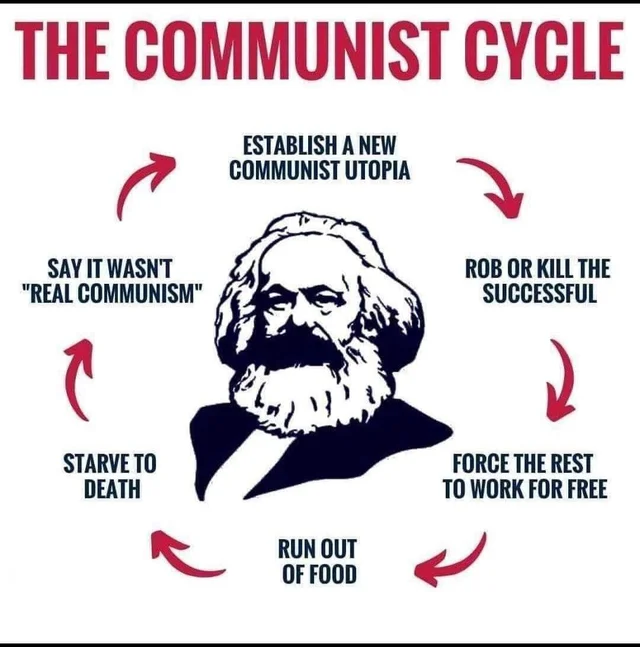 THE COMMUNIST CYCLE
ESTABLISH A NEW
COMMUNIST UTOPIA
ROB OR KILL THE
SUCCESSFUL
FORCE THE REST
TO WORK FOR FREE
RUN OUT
OF FOOD
STARVE TO
DEATH
SAY IT WASN'T
"REAL COMMUNISM"